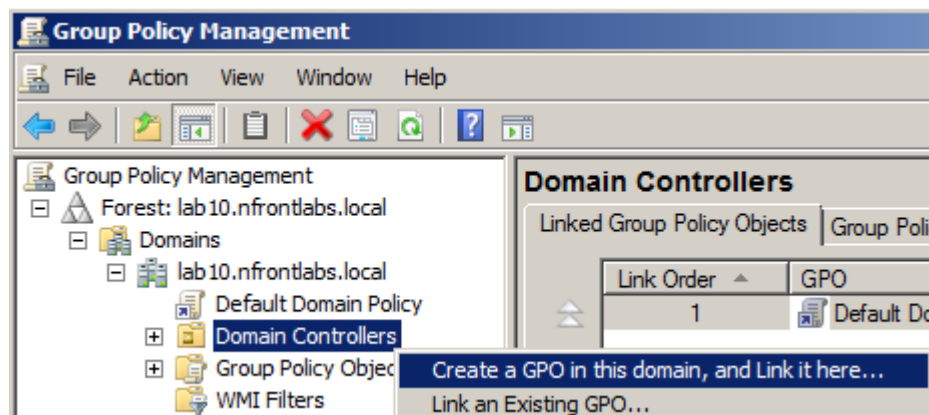 Group Policy Management
File Action View Window Help
Group Policy Management
Forest: lab10.nfrontlabs.local
Domains
lab10.nfrontlabs.local
Default Domain Policy
Domain Controllers
Group Policy Objec
WMI Filters
Domain Controllers
Linked Group Policy Objects Group Poli
Link Order GPO
1 Default Do
Create a GPO in this domain, and Link it here...
Link an Existing GPO...